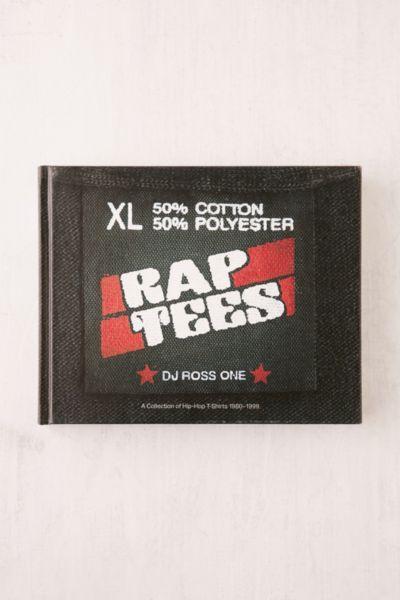 XL 50% COTTON
50% POLYESTER
RAP
TEES
DJ ROSS ONE
A Collection of Hip-Hop T-Shirts 1980–1999